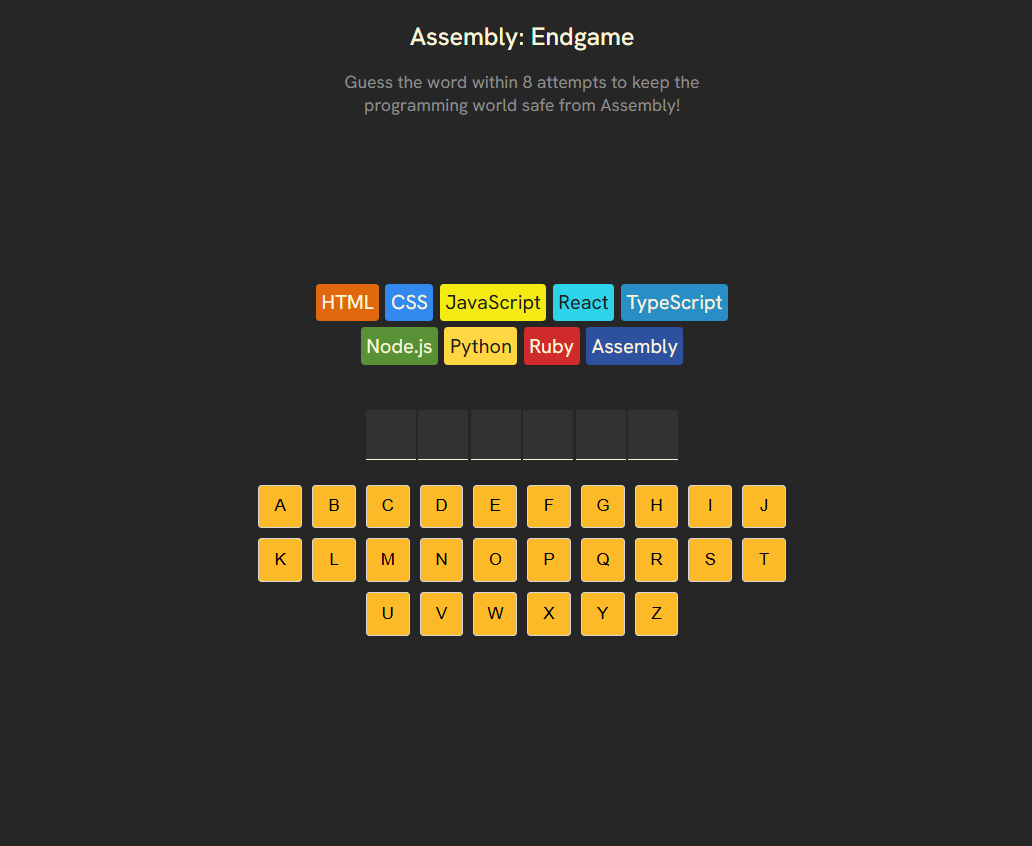 Assembly: Endgame
Guess the word within 8 attempts to keep the
programming world safe from Assembly!
HTML CSS JavaScript React TypeScript
Node.js Python Ruby Assembly
A B C D E F G H I J
K L M N O P Q R S T
U V W X Y Z